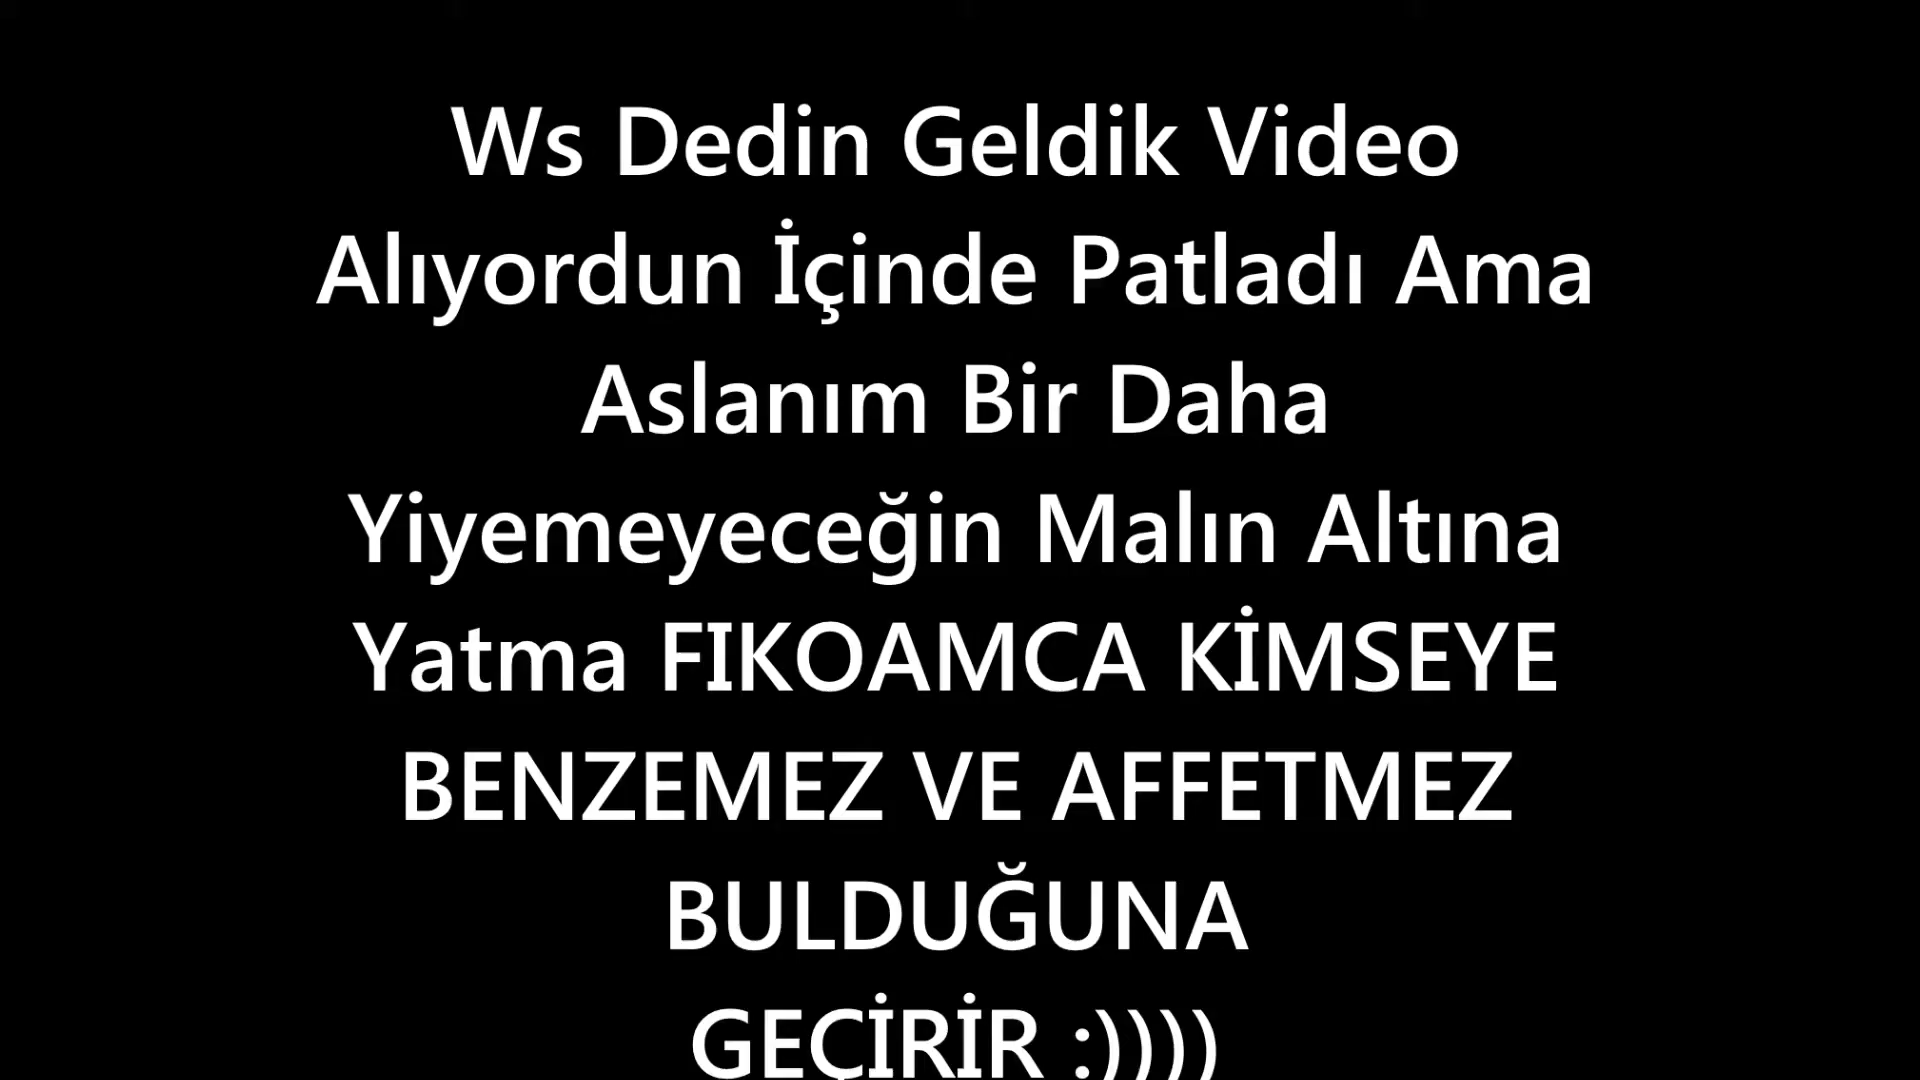 Ws Dedin Geldik Video
Alıyordun İçinde Patladı Ama
Aslanım Bir Daha
Yiyemeyeceğin Malın Altına
Yatma FIKOAMCA KİMSEYE
BENZEMEZ VE AFFETMEZ
BULDUĞUNA
GEÇİRİR :))))